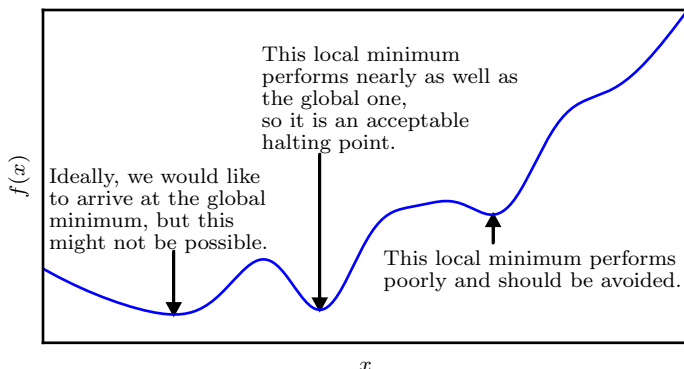 This local minimum
performs nearly as well as
the global one,
so it is an acceptable
halting point.
Ideally, we would like
to arrive at the global
minimum, but this
might not be possible.
This local minimum performs
poorly and should be avoided.
f(x)
x